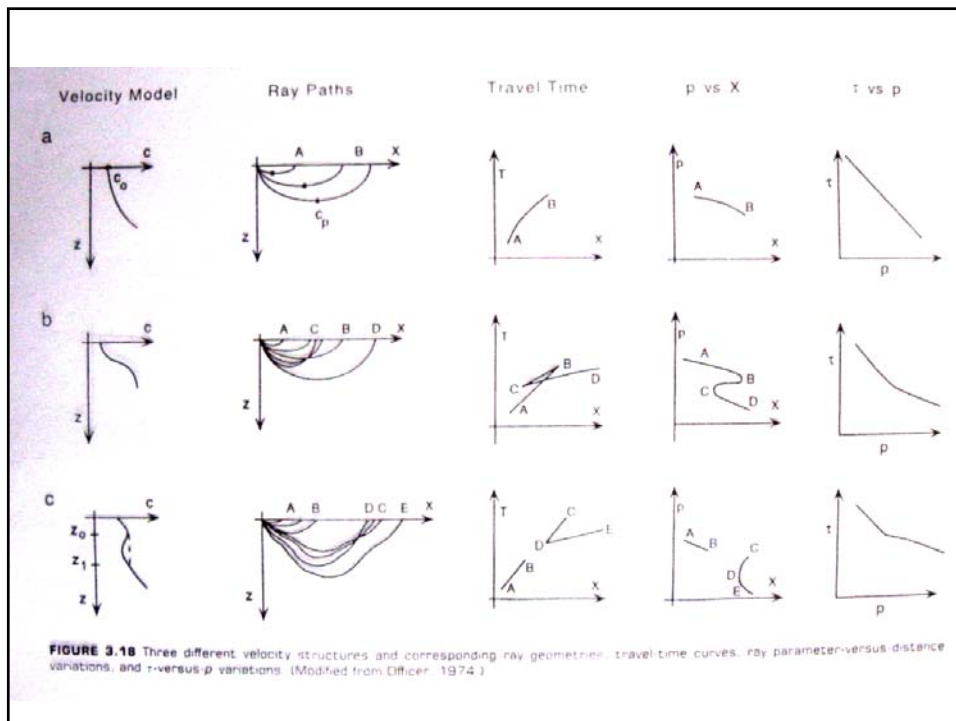 Velocity Model Ray Paths Travel Time p vs X τ vs p
a
c
c₀
z
A B X
c_p
z
T
A
B
X
p
A
B
X
τ
p
b
c
z
A C B D X
z
T
B
C
D
A
X
p
A
B
C
D
X
τ
p
c
c
z₀
z₁
z
A B D C E X
z
T
C
D
E
B
A
X
p
A
B
C
D
E
X
τ
p
FIGURE 3.18 Three different velocity structures and corresponding ray geometries, travel-time curves, ray parameter-versus-distance
variations, and τ-versus-p variations. (Modified from Officer, 1974.)